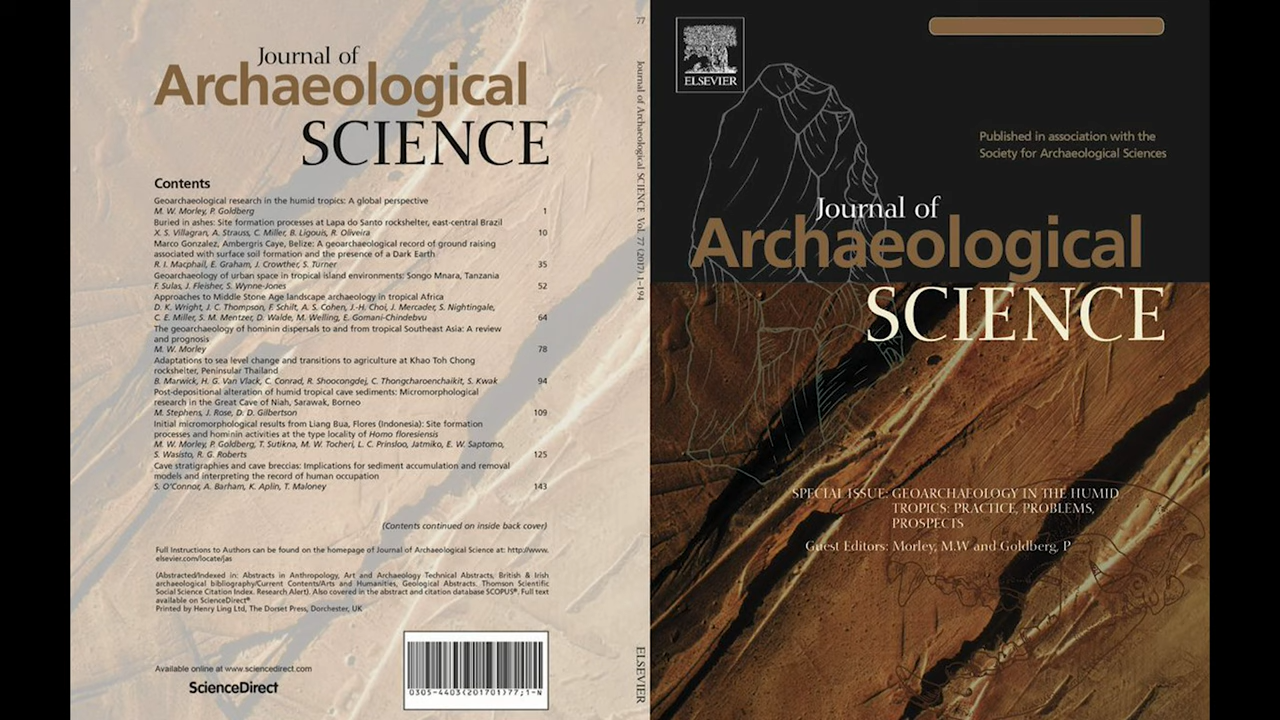 Journal of
Archaeological
SCIENCE
Contents
Geoarchaeological research in the humid tropics: A global perspective
M. W. Morley, P. Goldberg 1
Buried in ashes: Site formation processes at Lapa do Santo rockshelter, east-central Brazil
X. S. Villagran, A. Strauss, C. Miller, B. Ligouis, R. Oliveira 10
Marco Gonzalez, Ambergris Caye, Belize: A geoarchaeological record of ground raising
associated with surface soil formation and the presence of a Dark Earth
R. I. Macphail, E. Graham, J. Crowther, S. Turner 35
Geoarchaeology of urban space in tropical island environments: Songo Mnara, Tanzania
F. Sulas, J. Fleisher, S. Wynne-Jones 52
Approaches to Middle Stone Age landscape archaeology in tropical Africa
D. K. Wright, J. C. Thompson, F. Schilt, A. S. Cohen, J.-H. Choi, J. Mercader, S. Nightingale,
C. E. Miller, S. M. Mentzer, D. Walde, M. Welling, E. Gomani-Chindebvu 64
The geoarchaeology of hominin dispersals to and from tropical Southeast Asia: A review
and prognosis
M. W. Morley 78
Adaptations to sea level change and transitions to agriculture at Khao Toh Chong
rockshelter, Peninsular Thailand
B. Marwick, H. G. Van Vlack, C. Conrad, R. Shoocongdej, C. Thongcharoenchaikit, S. Kwak 94
Post-depositional alteration of humid tropical cave sediments: Micromorphological
research in the Great Cave of Niah, Sarawak, Borneo
M. Stephens, J. Rose, D. D. Gilbertson 109
Initial micromorphological results from Liang Bua, Flores (Indonesia): Site formation
processes and hominin activities at the type locality of Homo floresiensis
M. W. Morley, P. Goldberg, T. Sutikna, M. W. Tocheri, L. C. Prinsloo, Jatmiko, E. W. Saptomo,
S. Wasisto, R. G. Roberts 125
Cave stratigraphies and cave breccias: Implications for sediment accumulation and removal
models and interpreting the record of human occupation
S. O'Connor, A. Barham, K. Aplin, T. Maloney 143
(Contents continued on inside back cover)
Full Instructions to Authors can be found on the homepage of Journal of Archaeological Science at: http://www.
elsevier.com/locate/jas
(Abstracted/Indexed in: Abstracts in Anthropology, Art and Archaeology Technical Abstracts, British & Irish
archaeological bibliography/Current Contents/Arts and Humanities, Geological Abstracts. Thomson Scientific
Social Science Citation Index. Research Alert). Also covered in the abstract and citation database SCOPUS®. Full text
available on ScienceDirect®
Printed by Henry Ling Ltd, The Dorset Press, Dorchester, UK
Available online at www.sciencedirect.com
ScienceDirect
0305-4403(201701)77;1-N
77
Journal of Archaeological SCIENCE Vol. 77 (2017) 1–194
ELSEVIER
ELSEVIER
Published in association with the
Society for Archaeological Sciences
Journal of
Archaeological
SCIENCE
SPECIAL ISSUE: GEOARCHAEOLOGY IN THE HUMID
TROPICS: PRACTICE, PROBLEMS,
PROSPECTS
Guest Editors: Morley, M.W and Goldberg, P